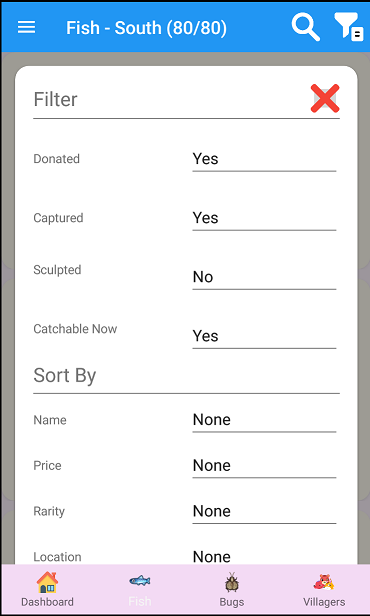 Fish - South (80/80)
Filter
Donated Yes
Captured Yes
Sculpted No
Catchable Now Yes
Sort By
Name None
Price None
Rarity None
Location None
Dashboard Fish Bugs Villagers